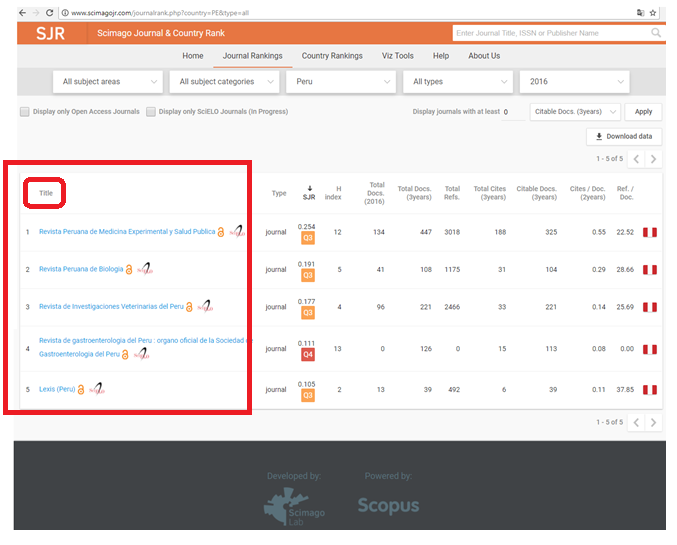 www.scimagojr.com/journalrank.php?country=PE&type=all
SJR Scimago Journal & Country Rank Enter Journal Title, ISSN or Publisher Name
Home Journal Rankings Country Rankings Viz Tools Help About Us
All subject areas All subject categories Peru All types 2016
Display only Open Access Journals Display only SciELO Journals (In Progress) Display journals with at least 0 Citable Docs. (3years) Apply
Download data
1 - 5 of 5
Title Type SJR H index Total Docs. (2016) Total Docs. (3years) Total Refs. Total Cites (3years) Citable Docs. (3years) Cites / Doc. (2years) Ref. / Doc.
1 Revista Peruana de Medicina Experimental y Salud Publica journal 0.254 Q3 12 134 447 3018 188 325 0.55 22.52
2 Revista Peruana de Biologia journal 0.191 Q3 5 41 108 1175 31 104 0.29 28.66
3 Revista de Investigaciones Veterinarias del Peru journal 0.177 Q3 4 96 221 2466 33 221 0.14 25.69
4 Revista de gastroenterologia del Peru : organo oficial de la Sociedad de
Gastroenterologia del Peru journal 0.111 Q4 13 0 126 0 15 113 0.08 0.00
5 Lexis (Peru) journal 0.105 Q3 2 13 39 492 6 39 0.11 37.85
1 - 5 of 5
Developed by: Powered by:
Scimago Lab Scopus